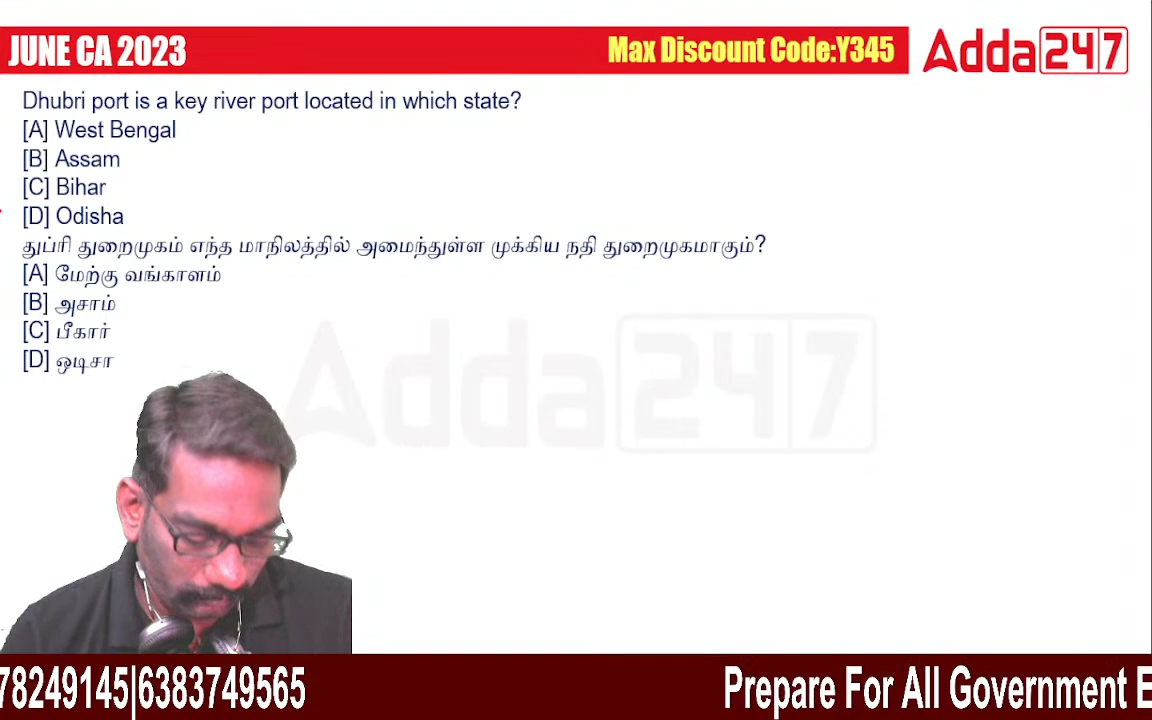 JUNE CA 2023
Max Discount Code:Y345
Adda247
Dhubri port is a key river port located in which state?
[A] West Bengal
[B] Assam
[C] Bihar
[D] Odisha
துப்ரி துறைமுகம் எந்த மாநிலத்தில் அமைந்துள்ள முக்கிய நதி துறைமுகமாகும்?
[A] மேற்கு வங்காளம்
[B] அசாம்
[C] பீகார்
[D] ஒடிசா
Adda247
78249145|6383749565
Prepare For All Government E